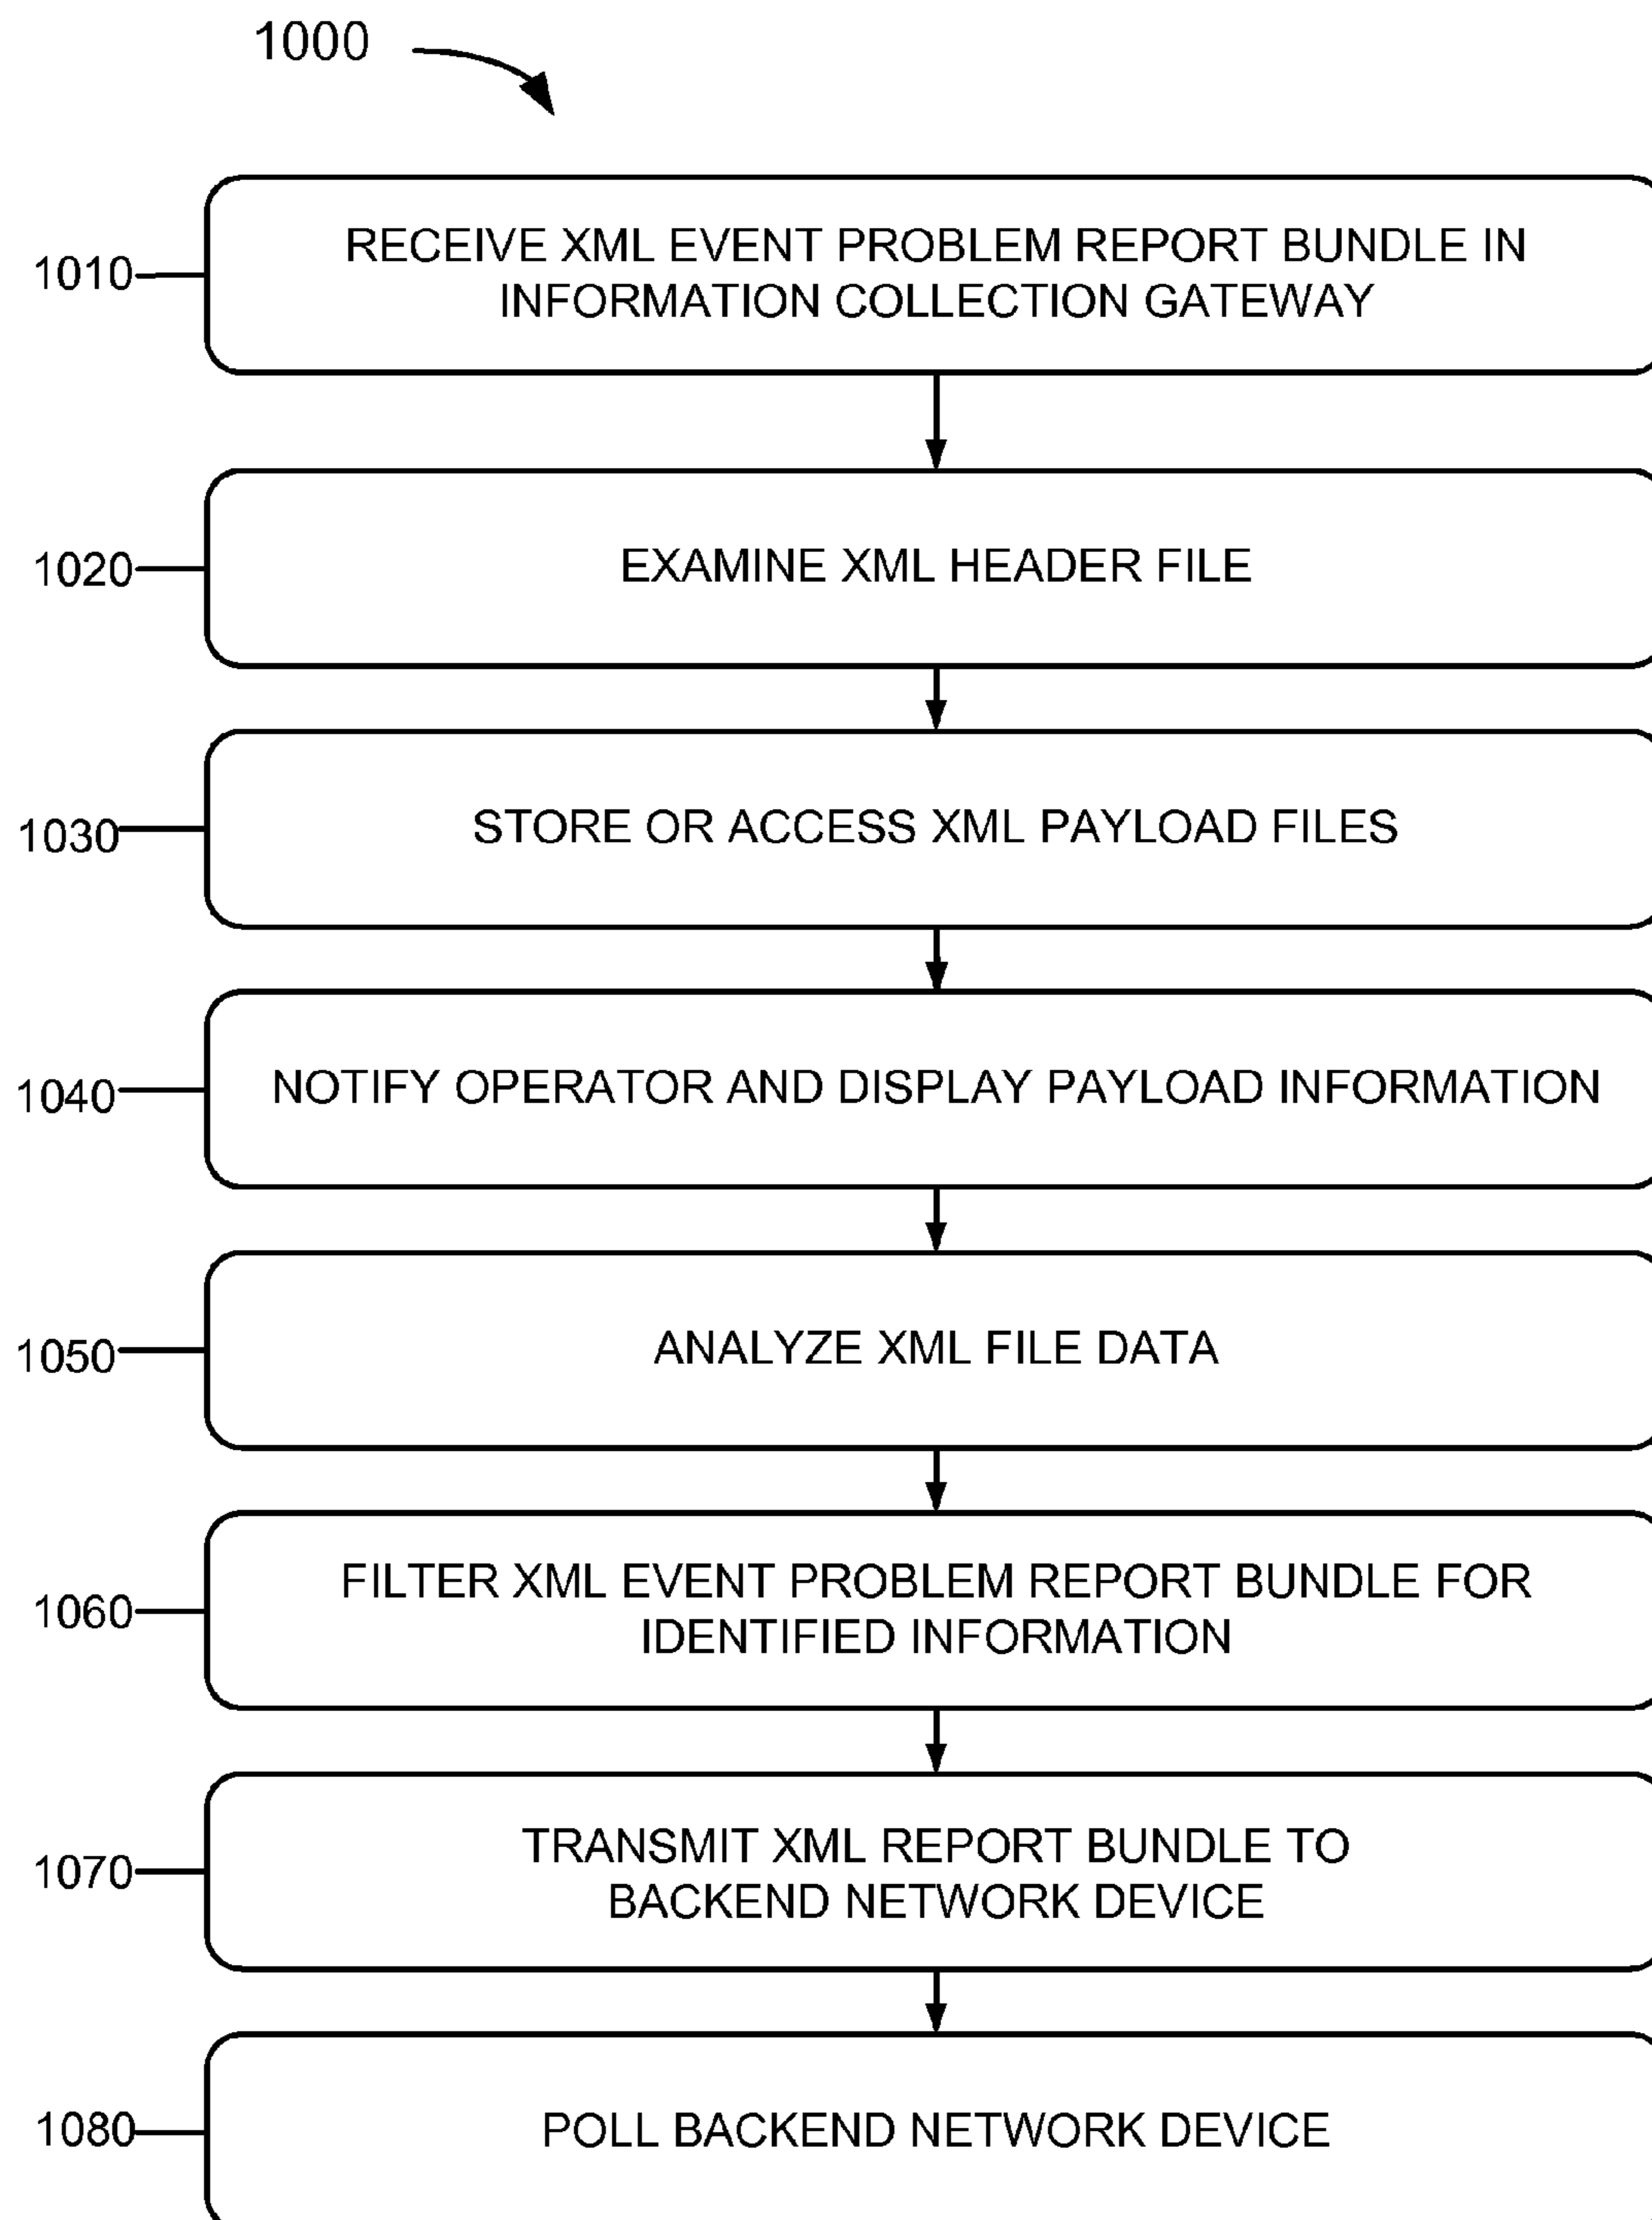 1000
1010
RECEIVE XML EVENT PROBLEM REPORT BUNDLE IN
INFORMATION COLLECTION GATEWAY
1020
EXAMINE XML HEADER FILE
1030
STORE OR ACCESS XML PAYLOAD FILES
1040
NOTIFY OPERATOR AND DISPLAY PAYLOAD INFORMATION
1050
ANALYZE XML FILE DATA
1060
FILTER XML EVENT PROBLEM REPORT BUNDLE FOR
IDENTIFIED INFORMATION
1070
TRANSMIT XML REPORT BUNDLE TO
BACKEND NETWORK DEVICE
1080
POLL BACKEND NETWORK DEVICE